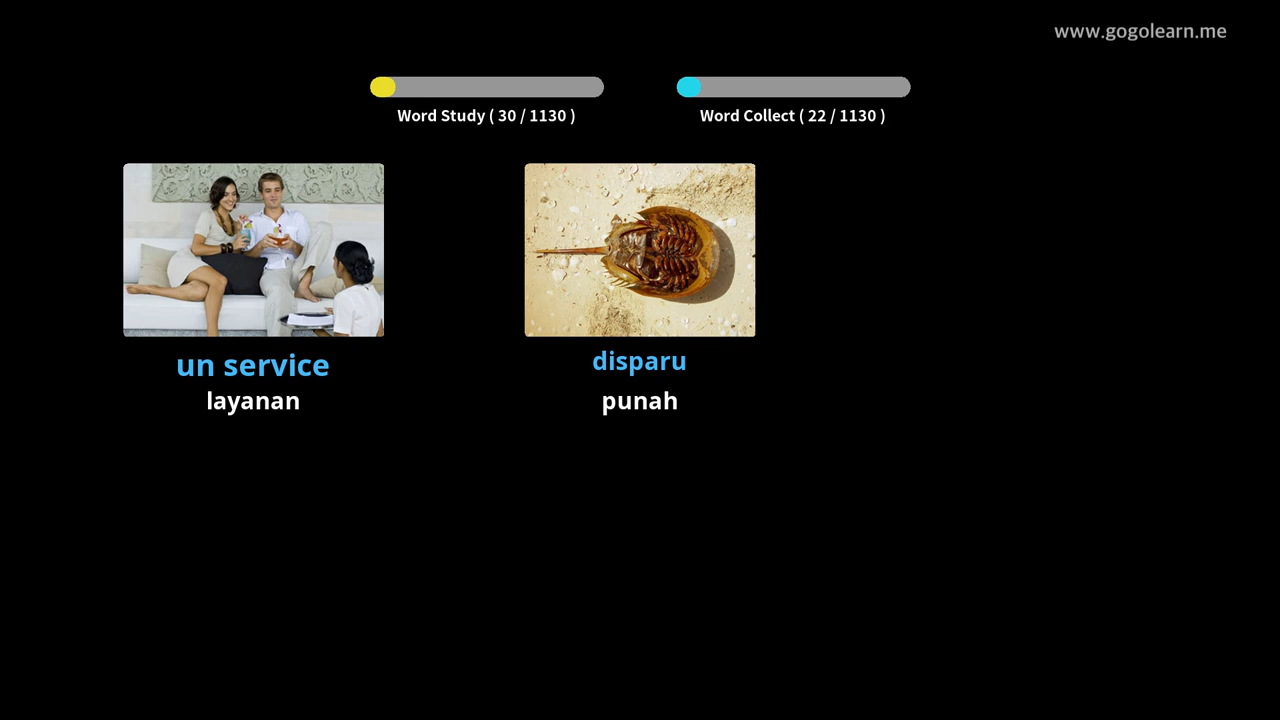 www.gogolearn.me
Word Study ( 30 / 1130 )
Word Collect ( 22 / 1130 )
un service
layanan
disparu
punah